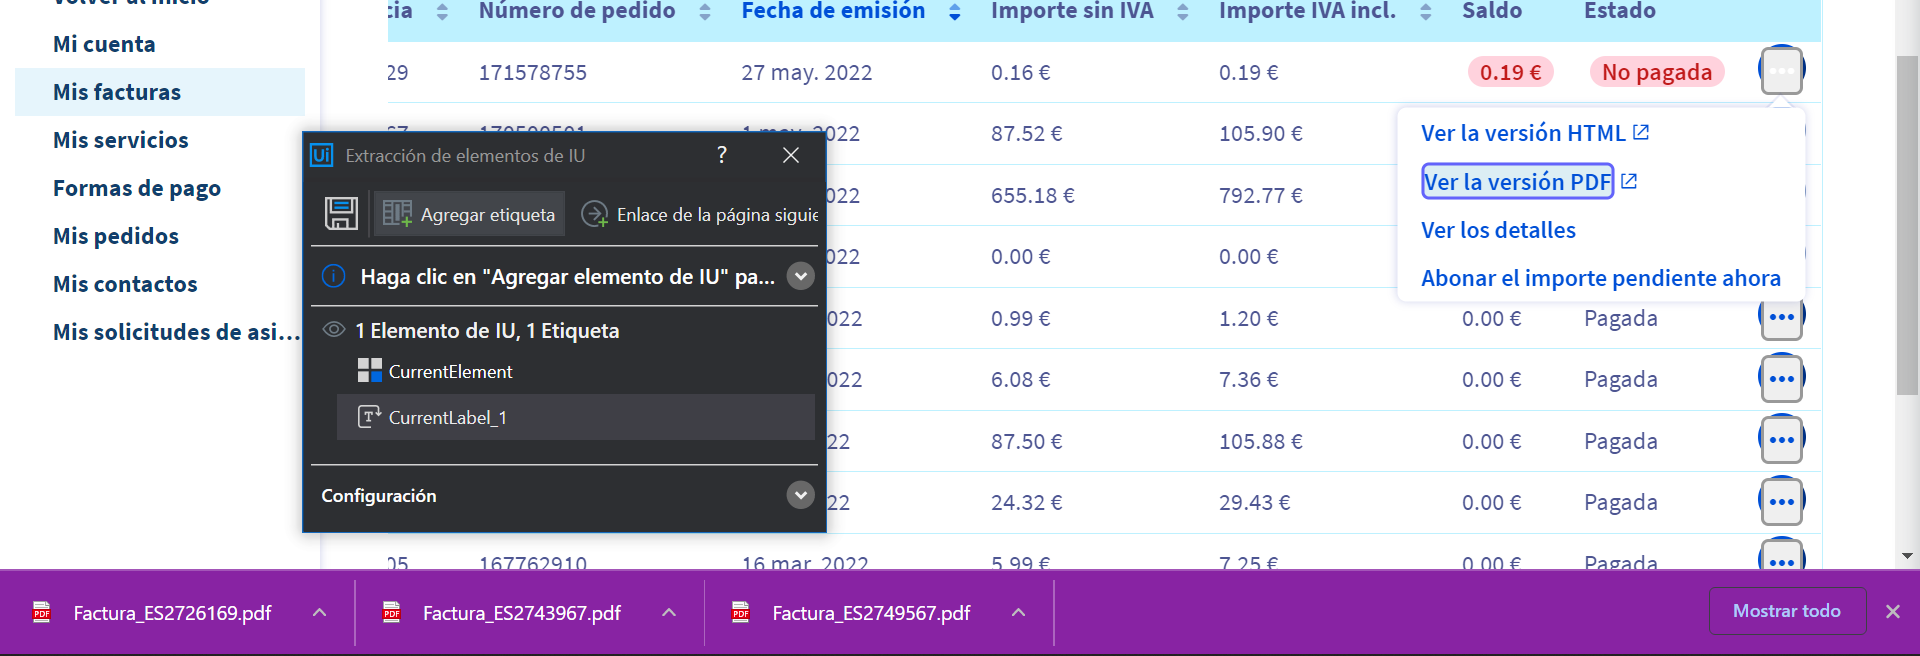 Volver al inicio
Mi cuenta
Mis facturas
Mis servicios
Formas de pago
Mis pedidos
Mis contactos
Mis solicitudes de asi...
cia Número de pedido Fecha de emisión Importe sin IVA Importe IVA incl. Saldo Estado
29 171578755 27 may. 2022 0.16 € 0.19 € 0.19 € No pagada
2022 87.52 € 105.90 €
022 655.18 € 792.77 €
022 0.00 € 0.00 €
022 0.99 € 1.20 € 0.00 € Pagada
022 6.08 € 7.36 € 0.00 € Pagada
22 87.50 € 105.88 € 0.00 € Pagada
22 24.32 € 29.43 € 0.00 € Pagada
05 167762910 16 mar. 2022 5.99 € 7.25 € 0.00 € Pagada
Ver la versión HTML
Ver la versión PDF
Ver los detalles
Abonar el importe pendiente ahora
Ui Extracción de elementos de IU ?
Agregar etiqueta Enlace de la página siguie
Haga clic en "Agregar elemento de IU" pa...
1 Elemento de IU, 1 Etiqueta
CurrentElement
CurrentLabel_1
Configuración
PDF Factura_ES2726169.pdf PDF Factura_ES2743967.pdf PDF Factura_ES2749567.pdf Mostrar todo